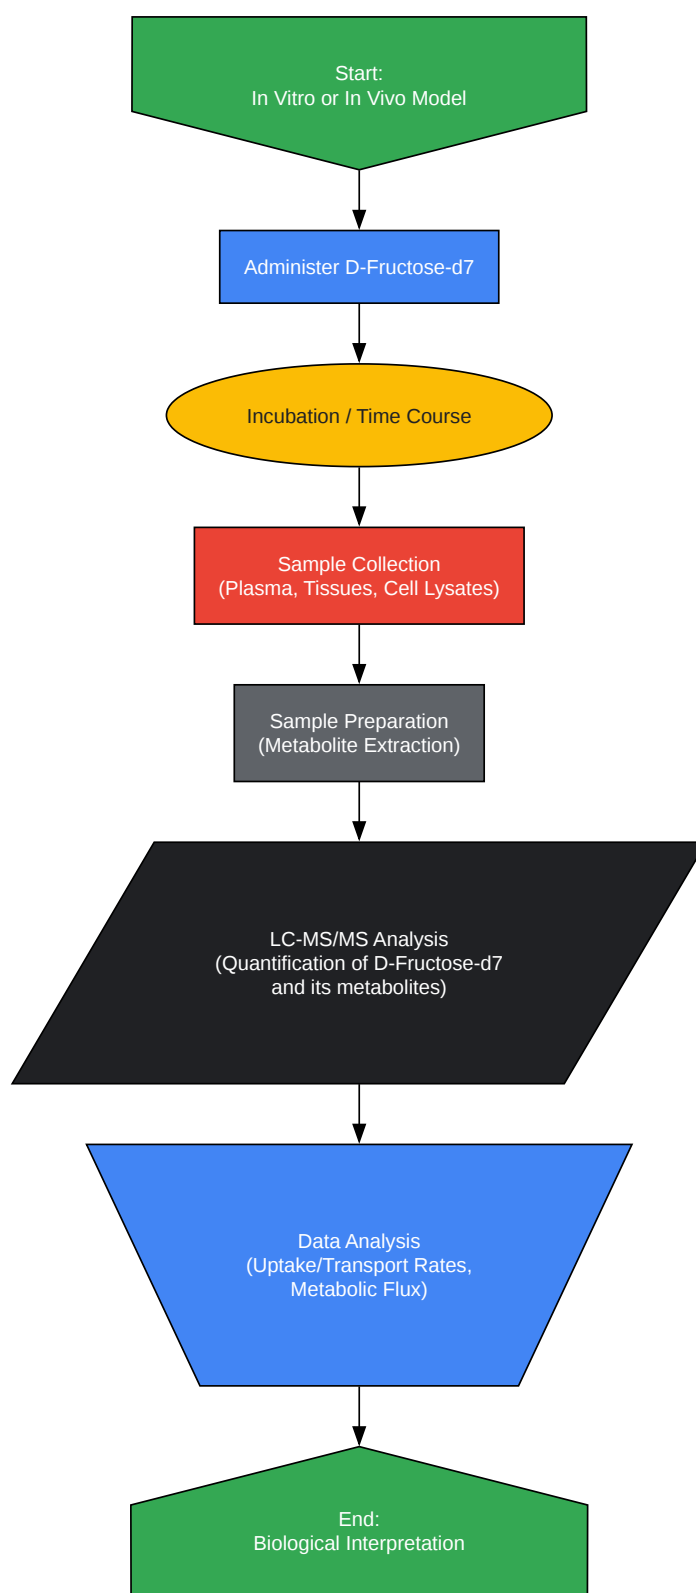 Start:
In Vitro or In Vivo Model
Administer D-Fructose-d7
Incubation / Time Course
Sample Collection
(Plasma, Tissues, Cell Lysates)
Sample Preparation
(Metabolite Extraction)
LC-MS/MS Analysis
(Quantification of D-Fructose-d7
and its metabolites)
Data Analysis
(Uptake/Transport Rates,
Metabolic Flux)
End:
Biological Interpretation